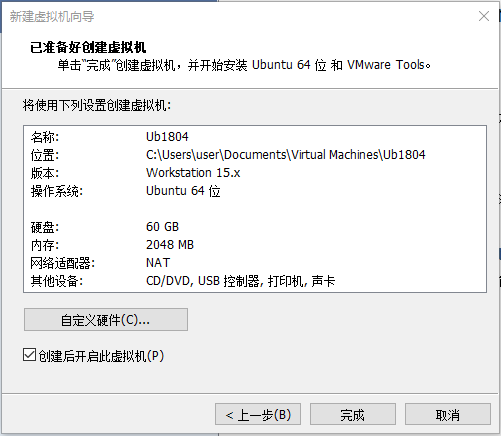 新建虚拟机向导
已准备好创建虚拟机
单击“完成”创建虚拟机，并开始安装 Ubuntu 64 位 和 VMware Tools。
将使用下列设置创建虚拟机:
名称: Ub1804
位置: C:\Users\user\Documents\Virtual Machines\Ub1804
版本: Workstation 15.x
操作系统: Ubuntu 64 位
硬盘: 60 GB
内存: 2048 MB
网络适配器: NAT
其他设备: CD/DVD, USB 控制器, 打印机, 声卡
自定义硬件(C)...
创建后开启此虚拟机(P)
< 上一步(B) 完成 取消